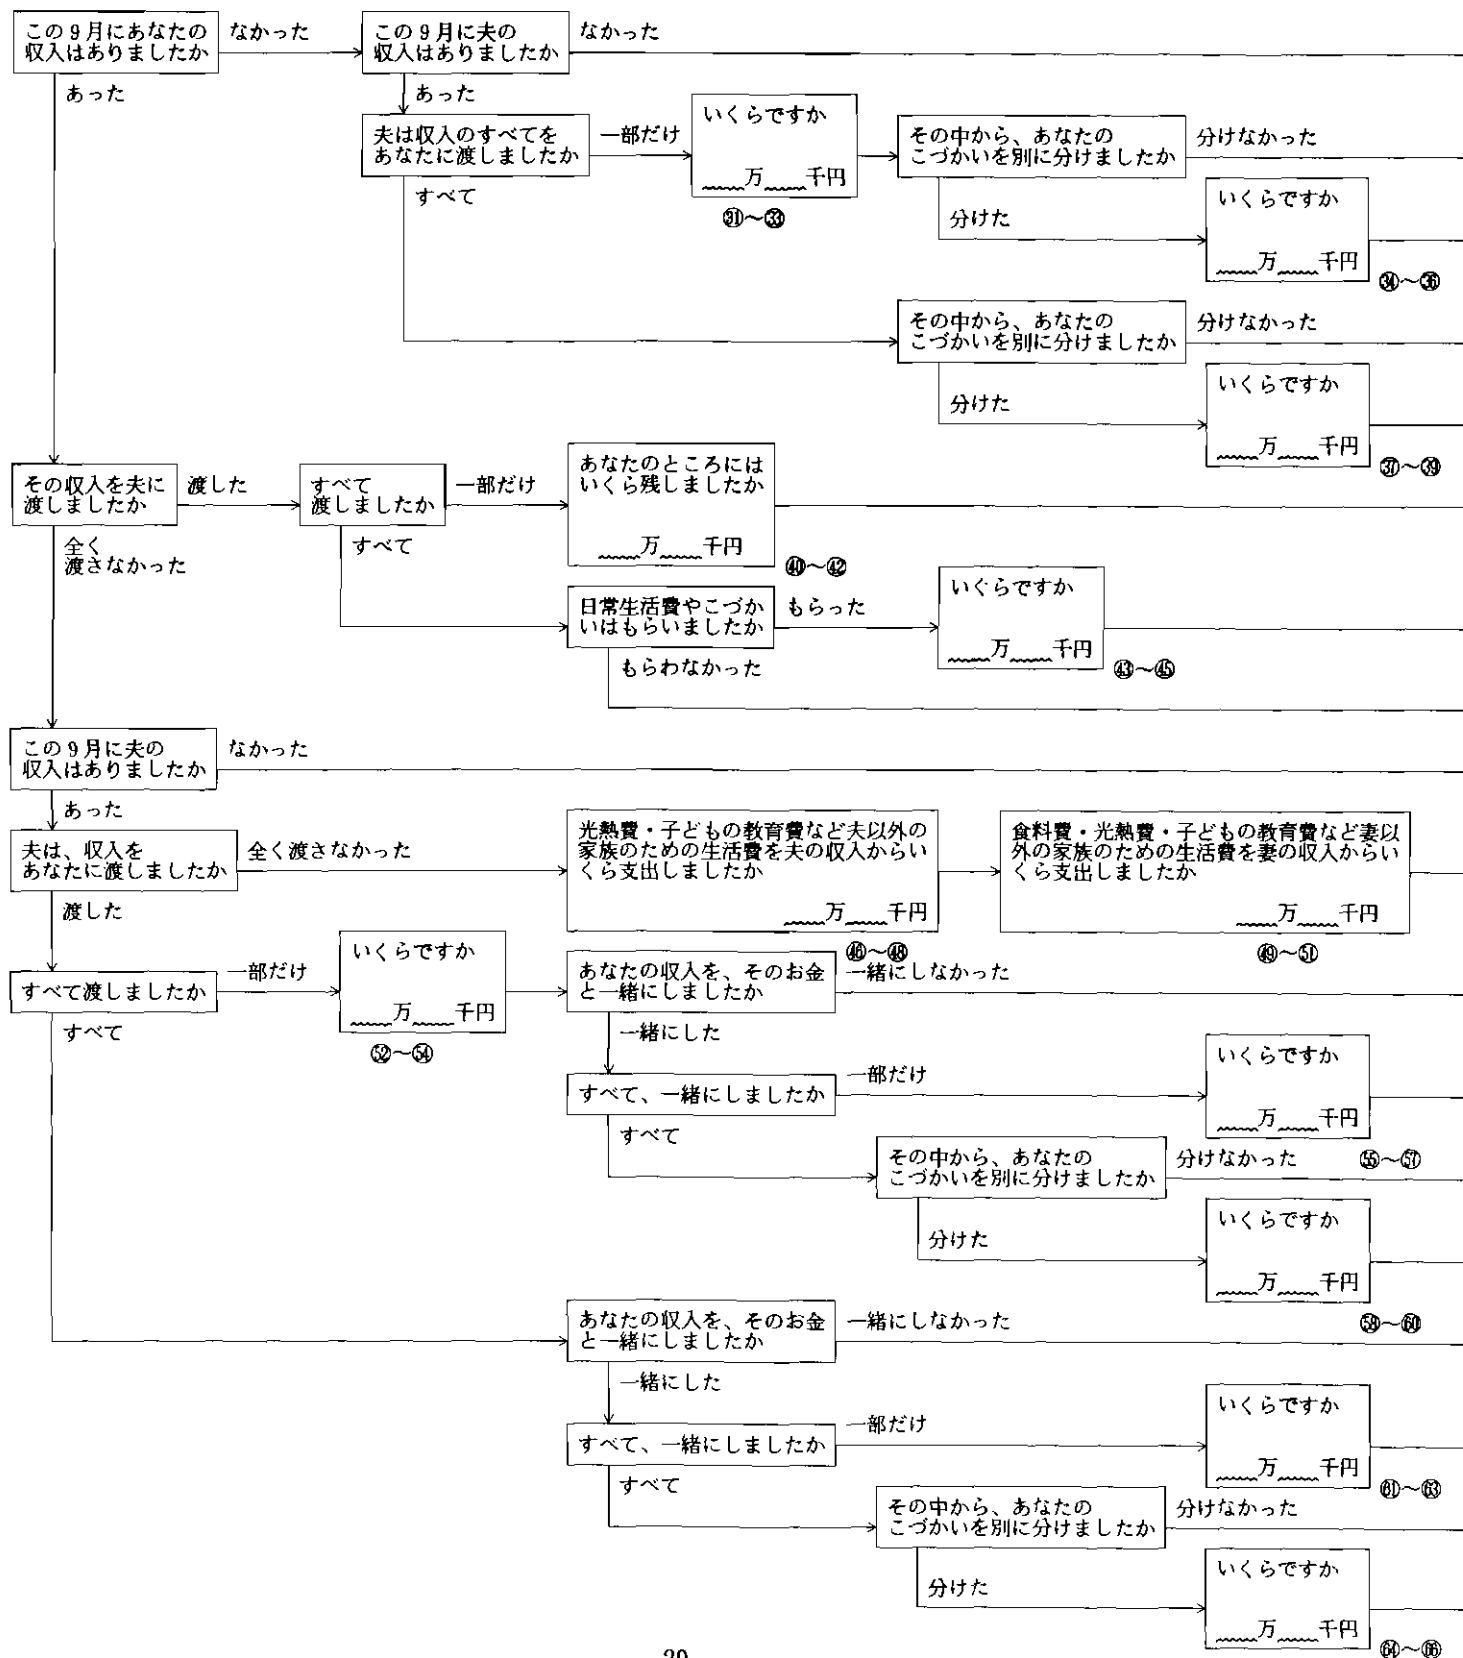 この9月にあなたの
収入はありましたか
なかった
この9月に夫の
収入はありましたか
なかった
あった
あった
夫は収入のすべてを
あなたに渡しましたか
一部だけ
いくらですか
万 千円
㉛～㉝
その中から、あなたの
こづかいを別に分けましたか
分けなかった
すべて
分けた
いくらですか
万 千円
㉞～㊱
その中から、あなたの
こづかいを別に分けましたか
分けなかった
分けた
いくらですか
万 千円
㊲～㊴
その収入を夫に
渡しましたか
渡した
すべて
渡しましたか
一部だけ
あなたのところには
いくら残しましたか
万 千円
㊵～㊷
全く
渡さなかった
すべて
日常生活費やこづか
いはもらいましたか
もらった
いくらですか
万 千円
㊸～㊺
もらわなかった
この9月に夫の
収入はありましたか
なかった
あった
夫は、収入を
あなたに渡しましたか
全く渡さなかった
光熱費・子どもの教育費など夫以外の
家族のための生活費を夫の収入からい
くら支出しましたか
万 千円
㊻～㊽
食料費・光熱費・子どもの教育費など妻以
外の家族のための生活費を妻の収入からい
くら支出しましたか
万 千円
㊾～51
渡した
すべて渡しましたか
一部だけ
いくらですか
万 千円
52～54
あなたの収入を、そのお金
と一緒にしましたか
一緒にしなかった
すべて
一緒にした
すべて、一緒にしましたか
一部だけ
いくらですか
万 千円
55～57
すべて
その中から、あなたの
こづかいを別に分けましたか
分けなかった
分けた
いくらですか
万 千円
58～60
あなたの収入を、そのお金
と一緒にしましたか
一緒にしなかった
一緒にした
すべて、一緒にしましたか
一部だけ
いくらですか
万 千円
61～63
すべて
その中から、あなたの
こづかいを別に分けましたか
分けなかった
分けた
いくらですか
万 千円
64～66